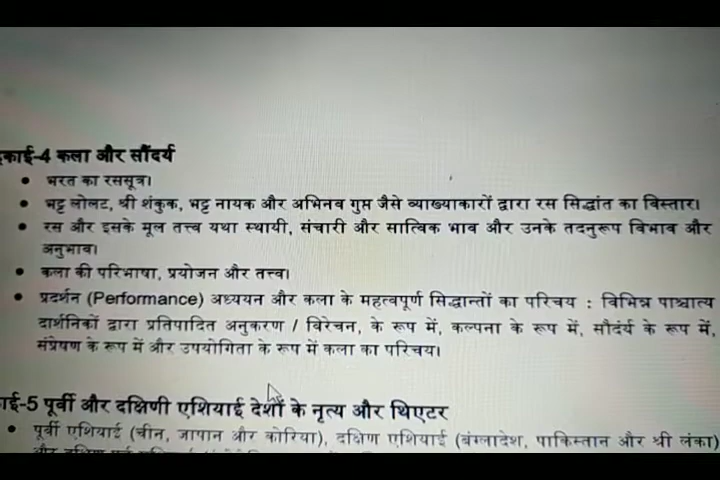 इकाई-4 कला और सौंदर्य
• भरत का रससूत्र।
• भट्ट लोलट, श्री शंकुक, भट्ट नायक और अभिनव गुप्त जैसे व्याख्याकारों द्वारा रस सिद्धांत का विस्तार।
• रस और इसके मूल तत्त्व यथा स्थायी, संचारी और सात्विक भाव और उनके तदनुरूप विभाव और
अनुभाव।
• कला की परिभाषा, प्रयोजन और तत्त्व।
• प्रदर्शन (Performance) अध्ययन और कला के महत्वपूर्ण सिद्धान्तों का परिचय : विभिन्न पाश्चात्य
दार्शनिकों द्वारा प्रतिपादित अनुकरण / विरेचन, के रूप में, कल्पना के रूप में, सौदंर्य के रूप में,
संप्रेषण के रूप में और उपयोगिता के रूप में कला का परिचय।
ाई-5 पूर्वी और दक्षिणी एशियाई देशों के नृत्य और थिएटर
• पूर्वी एशियाई (चीन, जापान और कोरिया), दक्षिण एशियाई (बंग्लादेश, पाकिस्तान और श्री लंका)